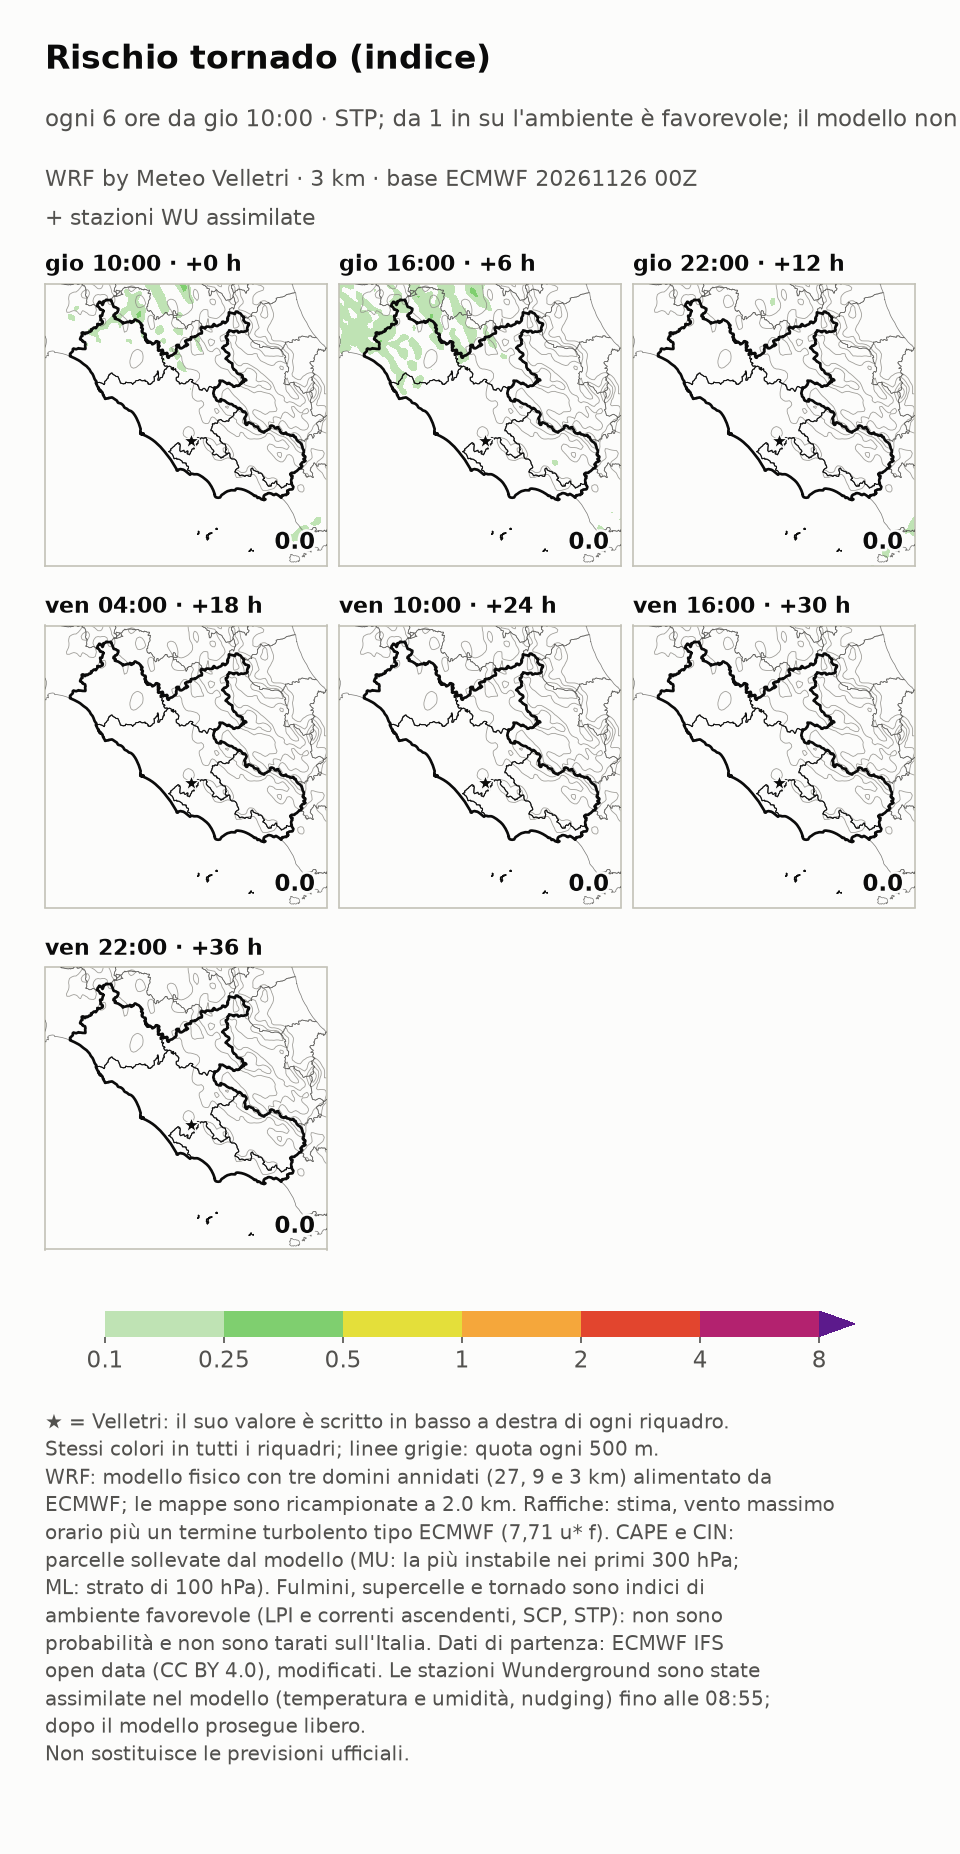 Rischio tornado (indice)
ogni 6 ore da gio 10:00 · STP; da 1 in su l'ambiente è favorevole; il modello non
WRF by Meteo Velletri · 3 km · base ECMWF 20261126 00Z
+ stazioni WU assimilate
gio 10:00 · +0 h
gio 16:00 · +6 h
gio 22:00 · +12 h
0.0
0.0
0.0
ven 04:00 · +18 h
ven 10:00 · +24 h
ven 16:00 · +30 h
0.0
0.0
0.0
ven 22:00 · +36 h
0.0
0.1 0.25 0.5 1 2 4 8
★ = Velletri: il suo valore è scritto in basso a destra di ogni riquadro.
Stessi colori in tutti i riquadri; linee grigie: quota ogni 500 m.
WRF: modello fisico con tre domini annidati (27, 9 e 3 km) alimentato da
ECMWF; le mappe sono ricampionate a 2.0 km. Raffiche: stima, vento massimo
orario più un termine turbolento tipo ECMWF (7,71 u* f). CAPE e CIN:
parcelle sollevate dal modello (MU: la più instabile nei primi 300 hPa;
ML: strato di 100 hPa). Fulmini, supercelle e tornado sono indici di
ambiente favorevole (LPI e correnti ascendenti, SCP, STP): non sono
probabilità e non sono tarati sull'Italia. Dati di partenza: ECMWF IFS
open data (CC BY 4.0), modificati. Le stazioni Wunderground sono state
assimilate nel modello (temperatura e umidità, nudging) fino alle 08:55;
dopo il modello prosegue libero.
Non sostituisce le previsioni ufficiali.